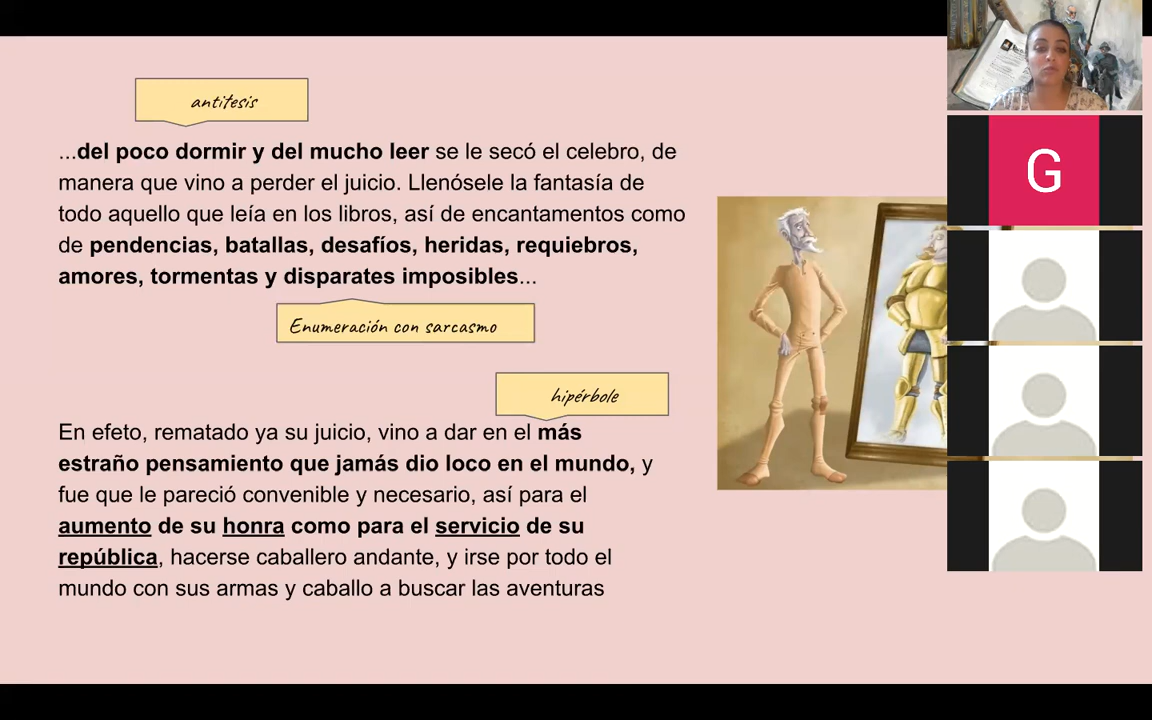 antitesis
...del poco dormir y del mucho leer se le secó el celebro, de
manera que vino a perder el juicio. Llenósele la fantasía de
todo aquello que leía en los libros, así de encantamentos como
de pendencias, batallas, desafíos, heridas, requiebros,
amores, tormentas y disparates imposibles...
Enumeración con sarcasmo
hipérbole
En efeto, rematado ya su juicio, vino a dar en el más
estraño pensamiento que jamás dio loco en el mundo, y
fue que le pareció convenible y necesario, así para el
aumento de su honra como para el servicio de su
república, hacerse caballero andante, y irse por todo el
mundo con sus armas y caballo a buscar las aventuras
G